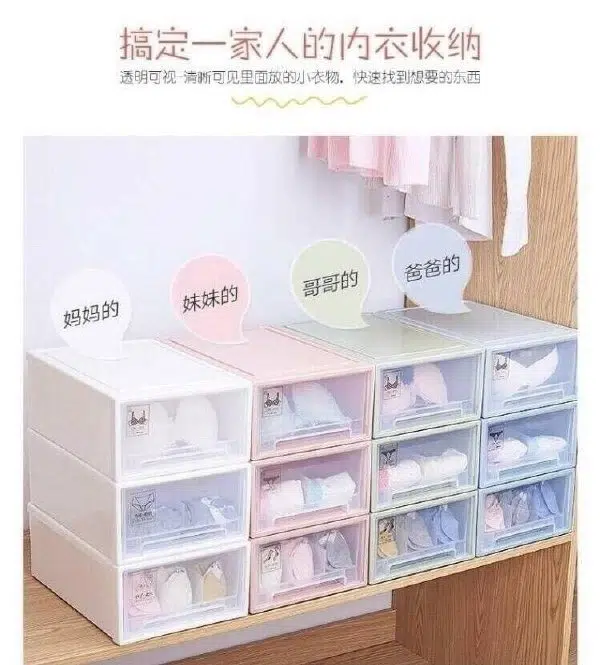 搞定一家人的内衣收纳
透明可视-清晰可见里面放的小衣物，快速找到想要的东西
妈妈的
妹妹的
哥哥的
爸爸的